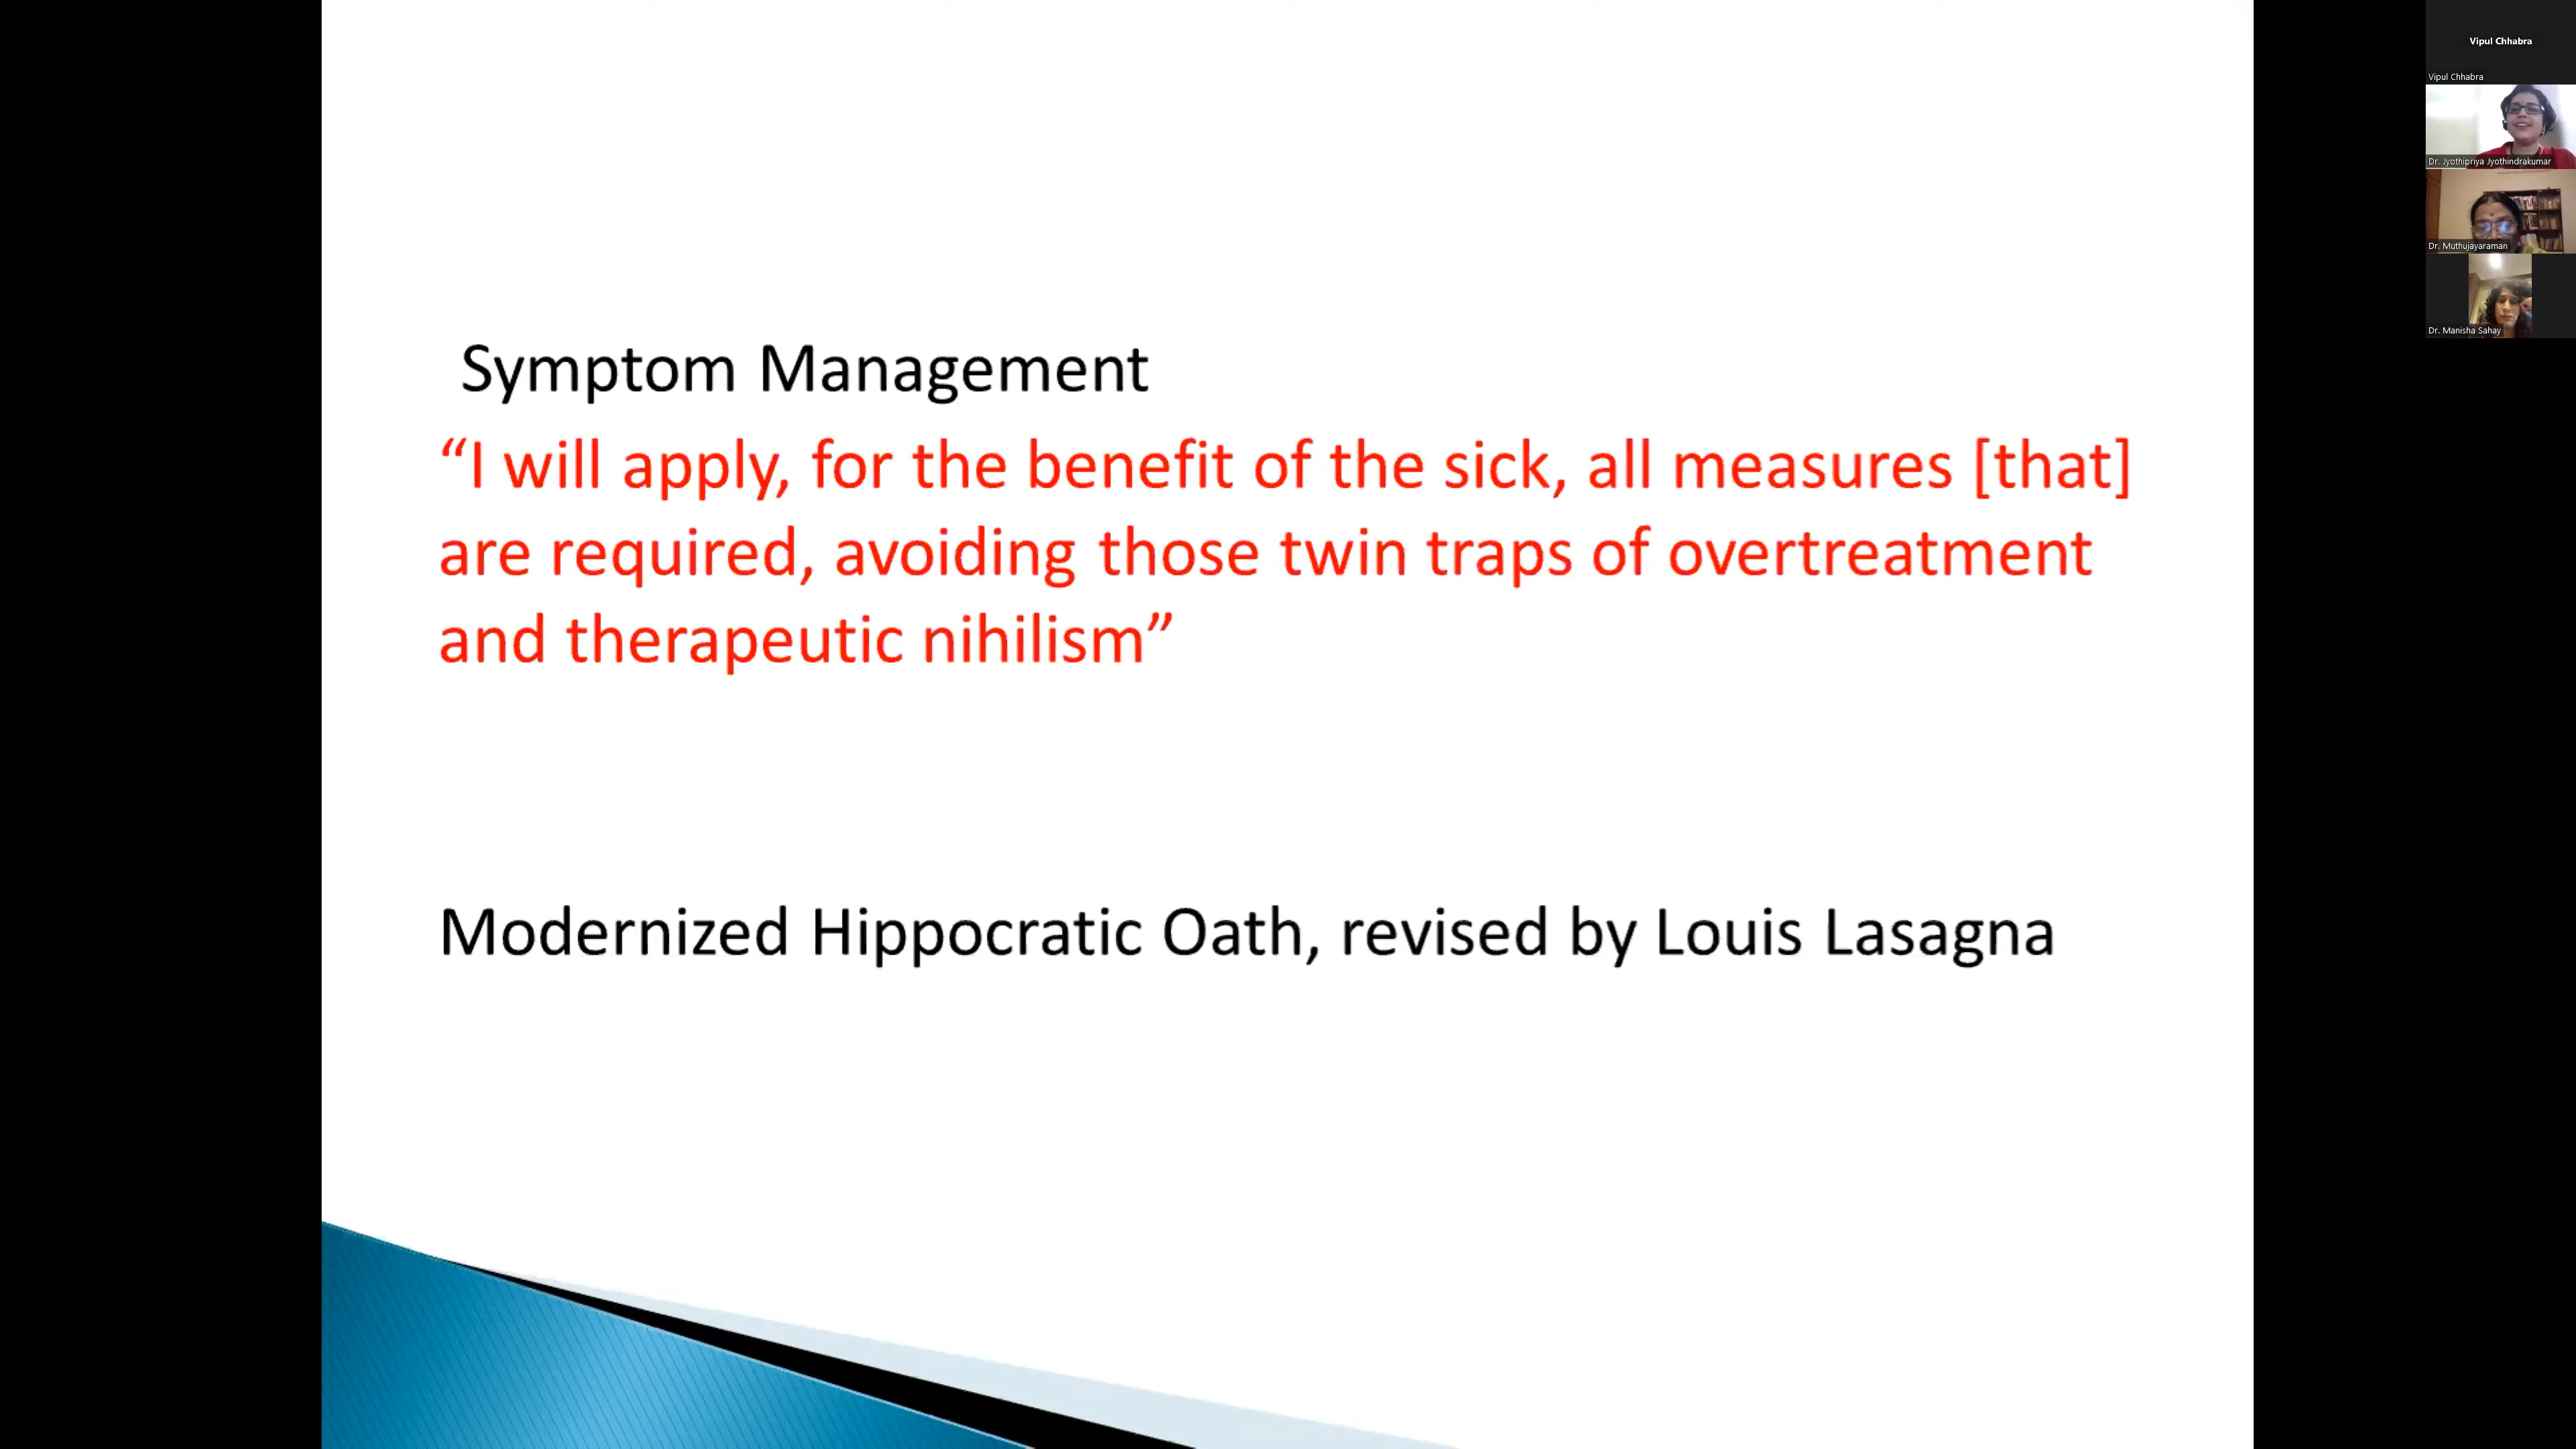 Symptom Management
“I will apply, for the benefit of the sick, all measures [that]
are required, avoiding those twin traps of overtreatment
and therapeutic nihilism”
Modernized Hippocratic Oath, revised by Louis Lasagna
Vipul Chhabra
Vipul Chhabra
Dr. Jyothipriya Jyothindrakumar
Dr. Muthujayaraman
Dr. Manisha Sahay